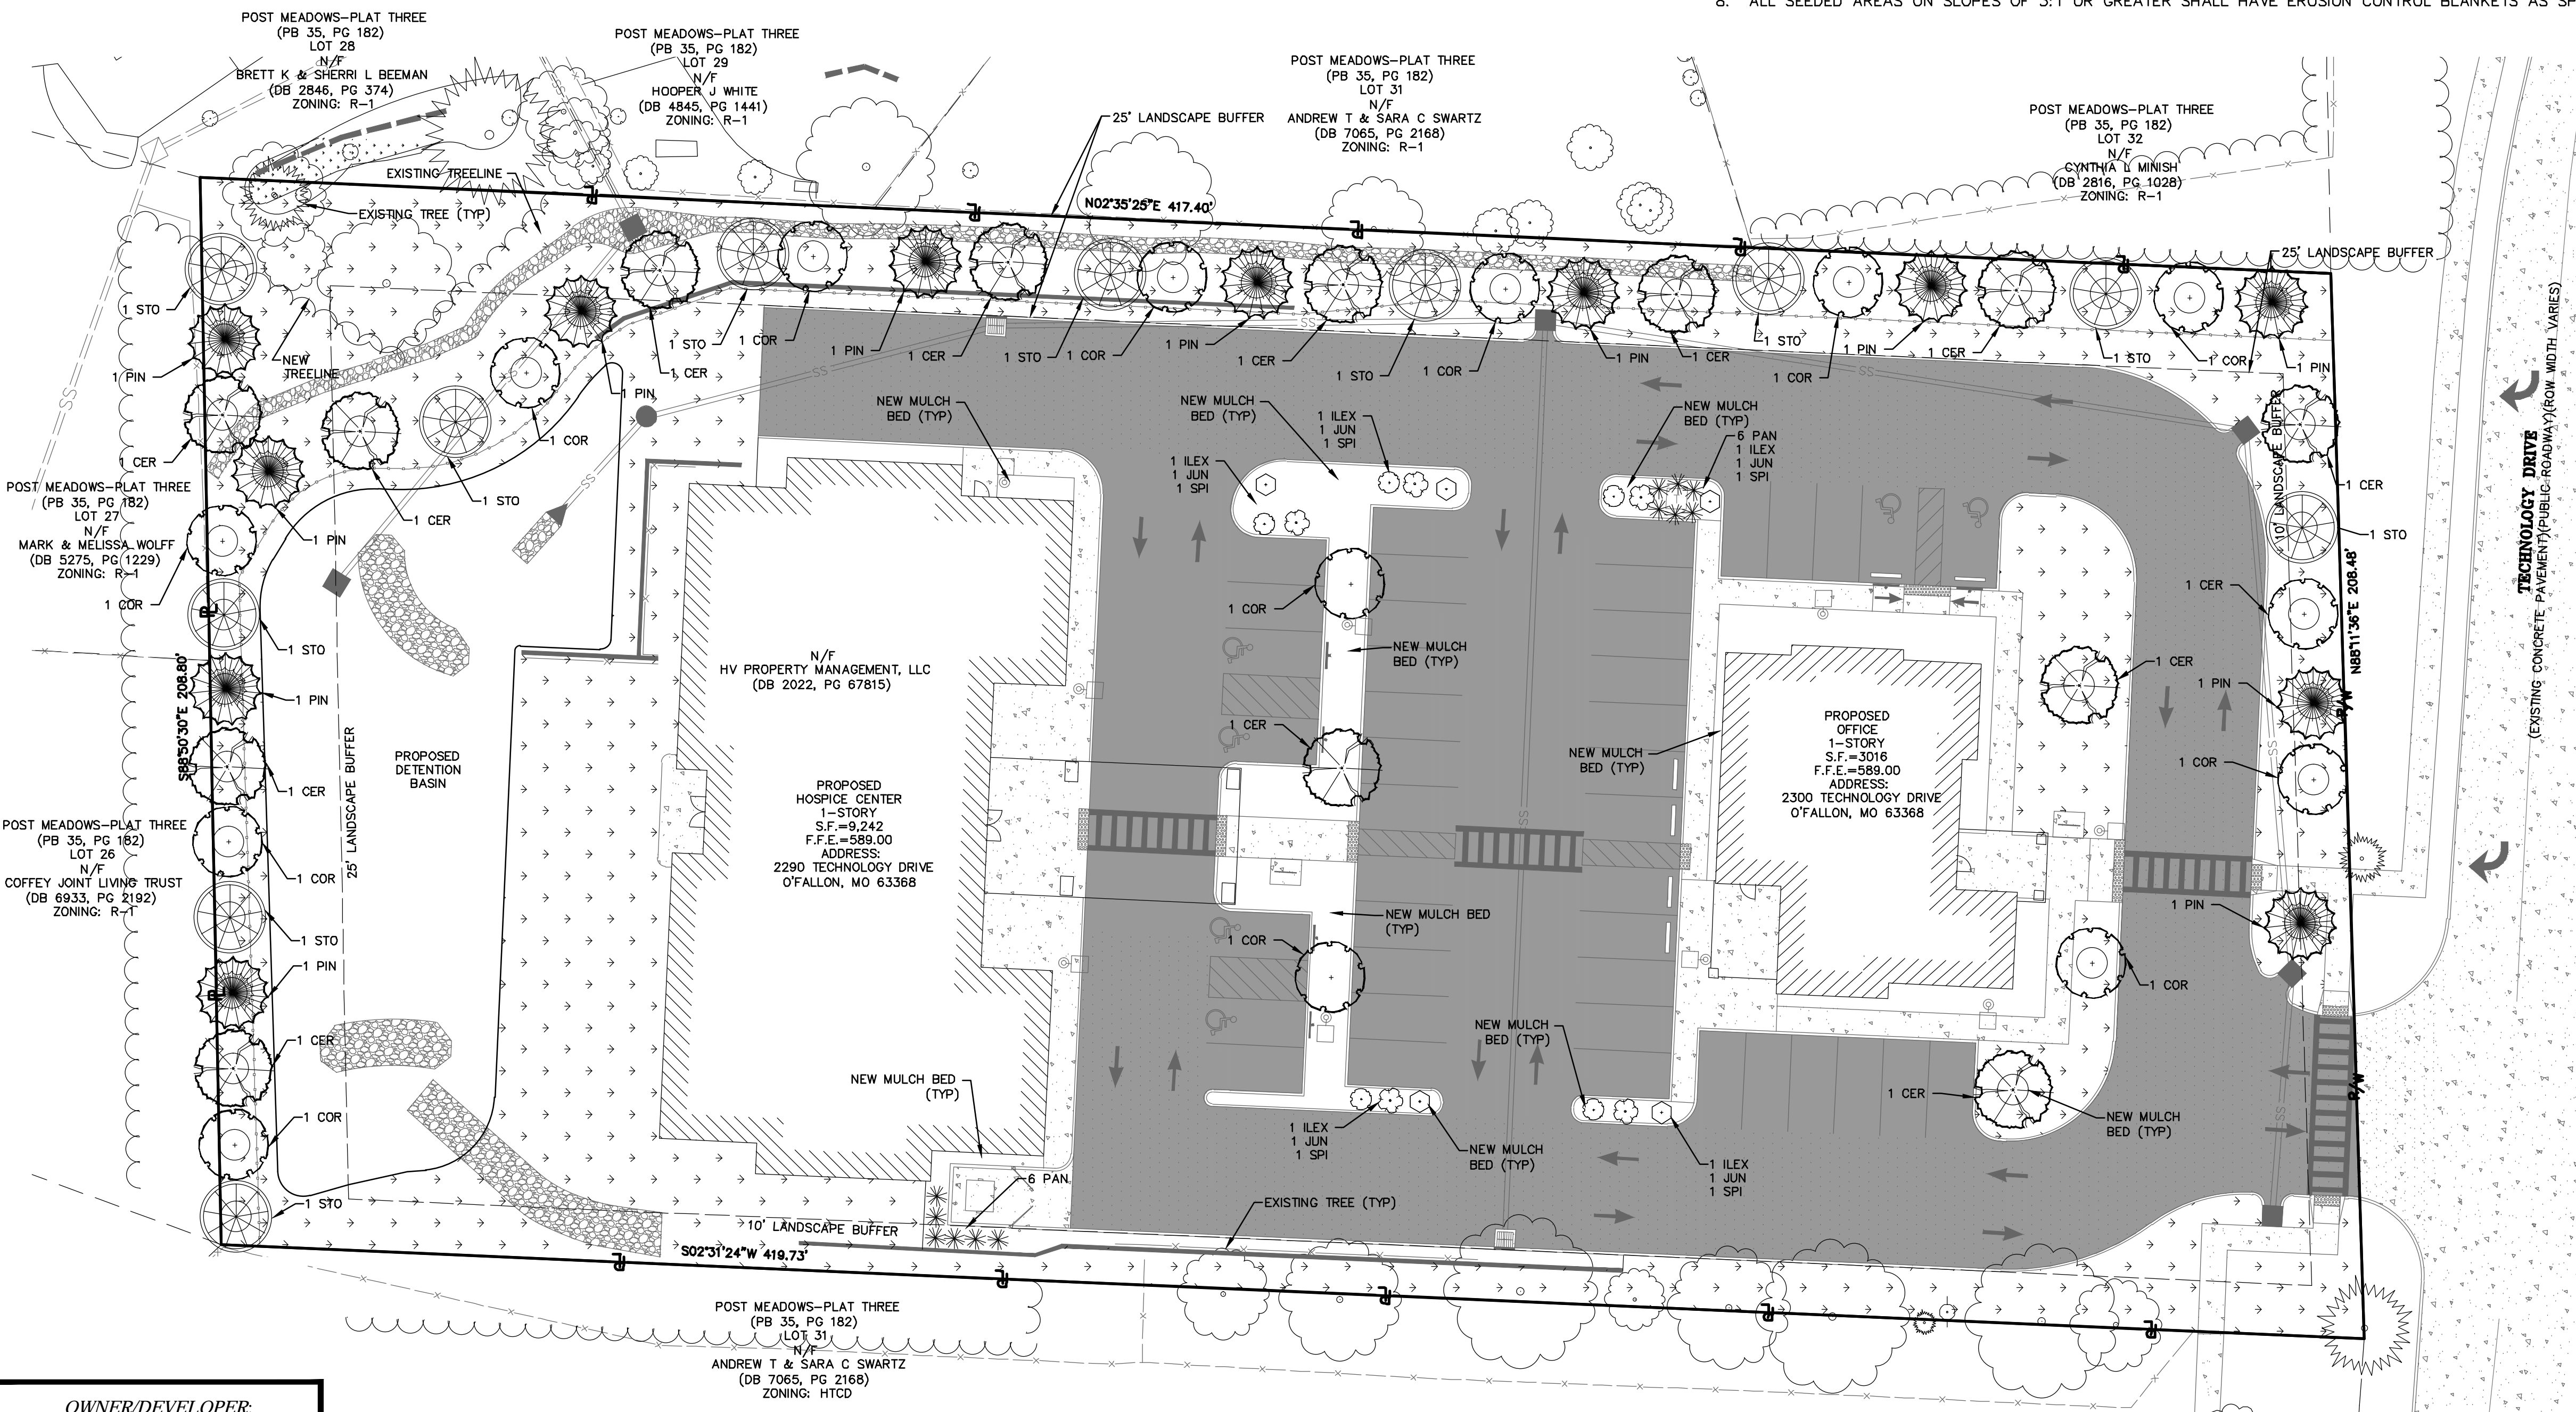 8. ALL SEEDED AREAS ON SLOPES OF 3:1 OR GREATER SHALL HAVE EROSION CONTROL BLANKETS AS
POST MEADOWS-PLAT THREE
(PB 35, PG 182)
LOT 28
N/F
BRETT K & SHERRI L BEEMAN
(DB 2846, PG 374)
ZONING: R-1
POST MEADOWS-PLAT THREE
(PB 35, PG 182)
LOT 29
N/F
HOOPER J WHITE
(DB 4845, PG 1441)
ZONING: R-1
25' LANDSCAPE BUFFER
POST MEADOWS-PLAT THREE
(PB 35, PG 182)
LOT 31
N/F
ANDREW T & SARA C SWARTZ
(DB 7065, PG 2168)
ZONING: R-1
POST MEADOWS-PLAT THREE
(PB 35, PG 182)
LOT 32
N/F
CYNTHIA L MINISH
(DB 2816, PG 1028)
ZONING: R-1
EXISTING TREELINE
EXISTING TREE (TYP)
N02°35'25"E 417.40'
25' LANDSCAPE BUFFER
1 STO
1 PIN
NEW
TREELINE
1 CER
1 PIN
1 CER
1 STO
1 COR
1 PIN
1 CER
1 STO
1 COR
1 PIN
1 CER
1 STO
1 COR
1 PIN
1 CER
1 STO
1 COR
1 PIN
1 CER
1 STO
1 COR
1 PIN
1 COR
1 STO
1 CER
1 PIN
SS
SS
SS
SS
SS
SS
SS
SS
SS
NEW MULCH
BED (TYP)
NEW MULCH
BED (TYP)
1 ILEX
1 JUN
1 SPI
1 ILEX
1 JUN
1 SPI
NEW MULCH
BED (TYP)
6 PAN
1 ILEX
1 JUN
1 SPI
10' LANDSCAPE BUFFER
1 CER
1 STO
1 CER
1 PIN
1 COR
1 PIN
N88°11'36"E 208.48'
R/W
R/W
TECHNOLOGY DRIVE
(EXISTING CONCRETE PAVEMENT)(PUBLIC ROADWAY)(ROW WIDTH VARIES)
POST MEADOWS-PLAT THREE
(PB 35, PG 182)
LOT 27
N/F
MARK & MELISSA WOLFF
(DB 5275, PG 1229)
ZONING: R-1
1 COR
1 STO
1 PIN
1 CER
1 COR
1 STO
1 PIN
1 CER
1 COR
1 STO
S88°50'30"E 208.80'
25' LANDSCAPE BUFFER
PROPOSED
DETENTION
BASIN
POST MEADOWS-PLAT THREE
(PB 35, PG 182)
LOT 26
N/F
COFFEY JOINT LIVING TRUST
(DB 6933, PG 2192)
ZONING: R-1
N/F
HV PROPERTY MANAGEMENT, LLC
(DB 2022, PG 67815)
PROPOSED
HOSPICE CENTER
1-STORY
S.F.=9,242
F.F.E.=589.00
ADDRESS:
2290 TECHNOLOGY DRIVE
O'FALLON, MO 63368
1 COR
NEW MULCH
BED (TYP)
1 CER
NEW MULCH BED
(TYP)
1 COR
NEW MULCH
BED (TYP)
PROPOSED
OFFICE
1-STORY
S.F.=3016
F.F.E.=589.00
ADDRESS:
2300 TECHNOLOGY DRIVE
O'FALLON, MO 63368
1 CER
1 COR
1 CER
NEW MULCH
BED (TYP)
NEW MULCH
BED (TYP)
1 ILEX
1 JUN
1 SPI
1 ILEX
1 JUN
1 SPI
NEW MULCH
BED (TYP)
NEW MULCH BED
(TYP)
6 PAN
EXISTING TREE (TYP)
10' LANDSCAPE BUFFER
S02°31'24"W 419.73'
POST MEADOWS-PLAT THREE
(PB 35, PG 182)
LOT 31
N/F
ANDREW T & SARA C SWARTZ
(DB 7065, PG 2168)
ZONING: HTCD
OWNER/DEVELOPER: